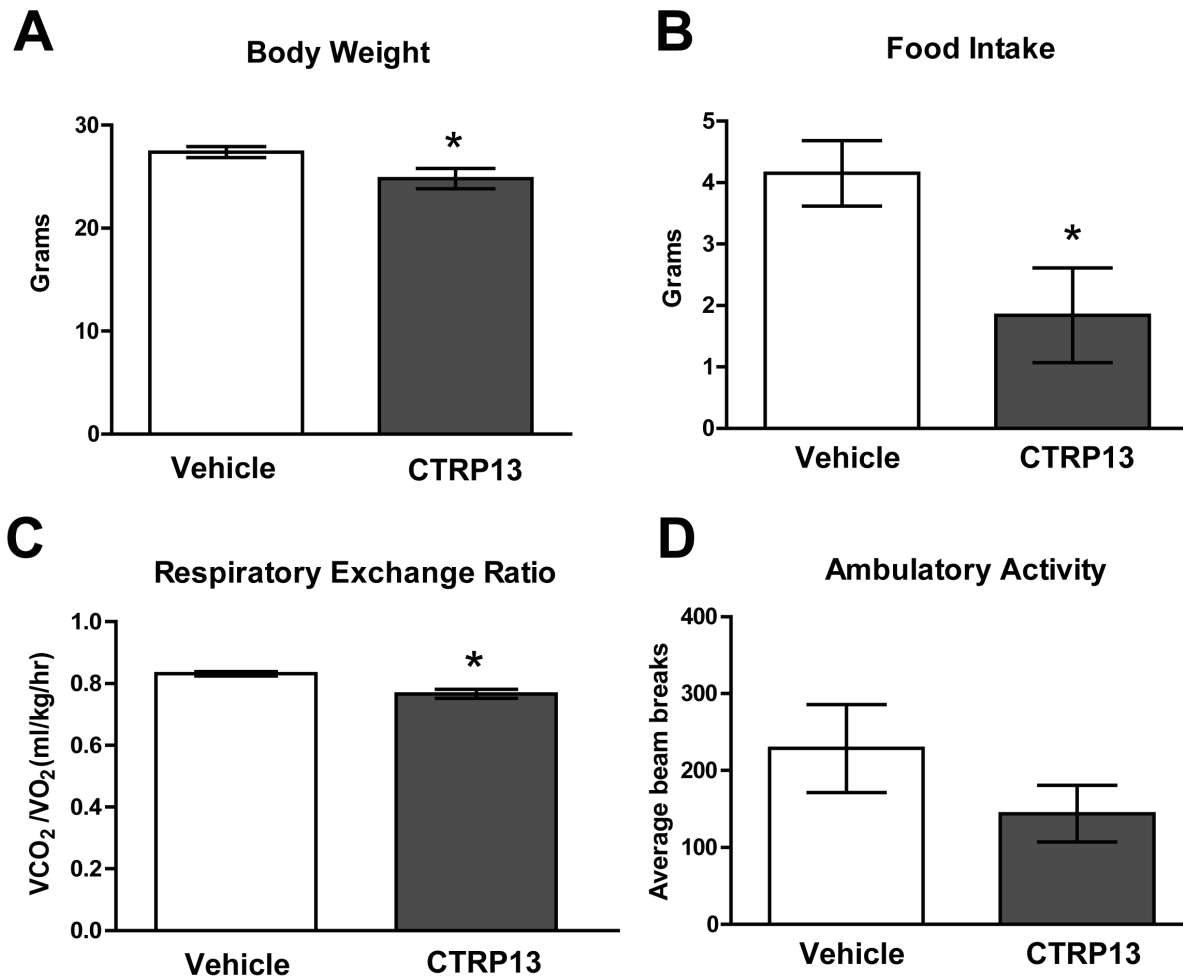 A
Body Weight
30
20
10
0
Grams
*
Vehicle
CTRP13
B
Food Intake
5
4
3
2
1
0
Grams
*
Vehicle
CTRP13
C
Respiratory Exchange Ratio
1.0
0.8
0.6
0.4
0.2
0.0
VCO₂/VO₂(ml/kg/hr)
*
Vehicle
CTRP13
D
Ambulatory Activity
400
300
200
100
0
Average beam breaks
Vehicle
CTRP13